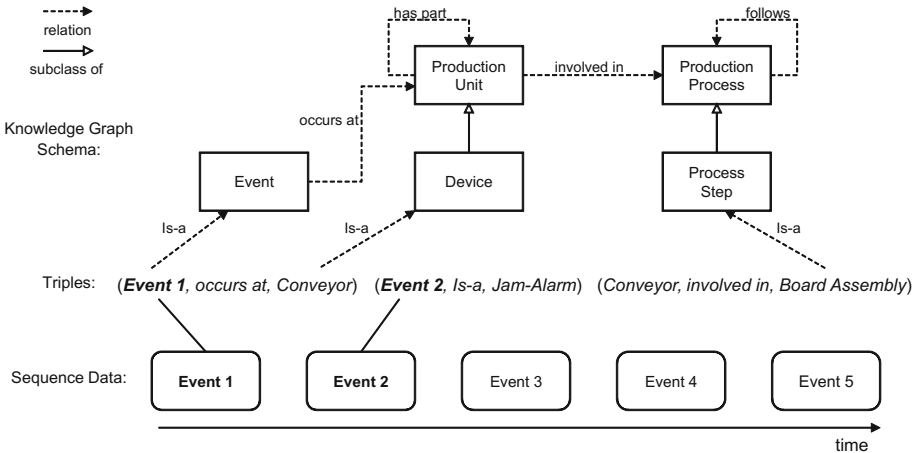 relation
subclass of
has part
follows
Production
Unit
involved in
Production
Process
occurs at
Knowledge Graph
Schema:
Event
Device
Process
Step
Is-a
Is-a
Is-a
Triples:
(Event 1, occurs at, Conveyor)
(Event 2, Is-a, Jam-Alarm)
(Conveyor, involved in, Board Assembly)
Sequence Data:
Event 1
Event 2
Event 3
Event 4
Event 5
time